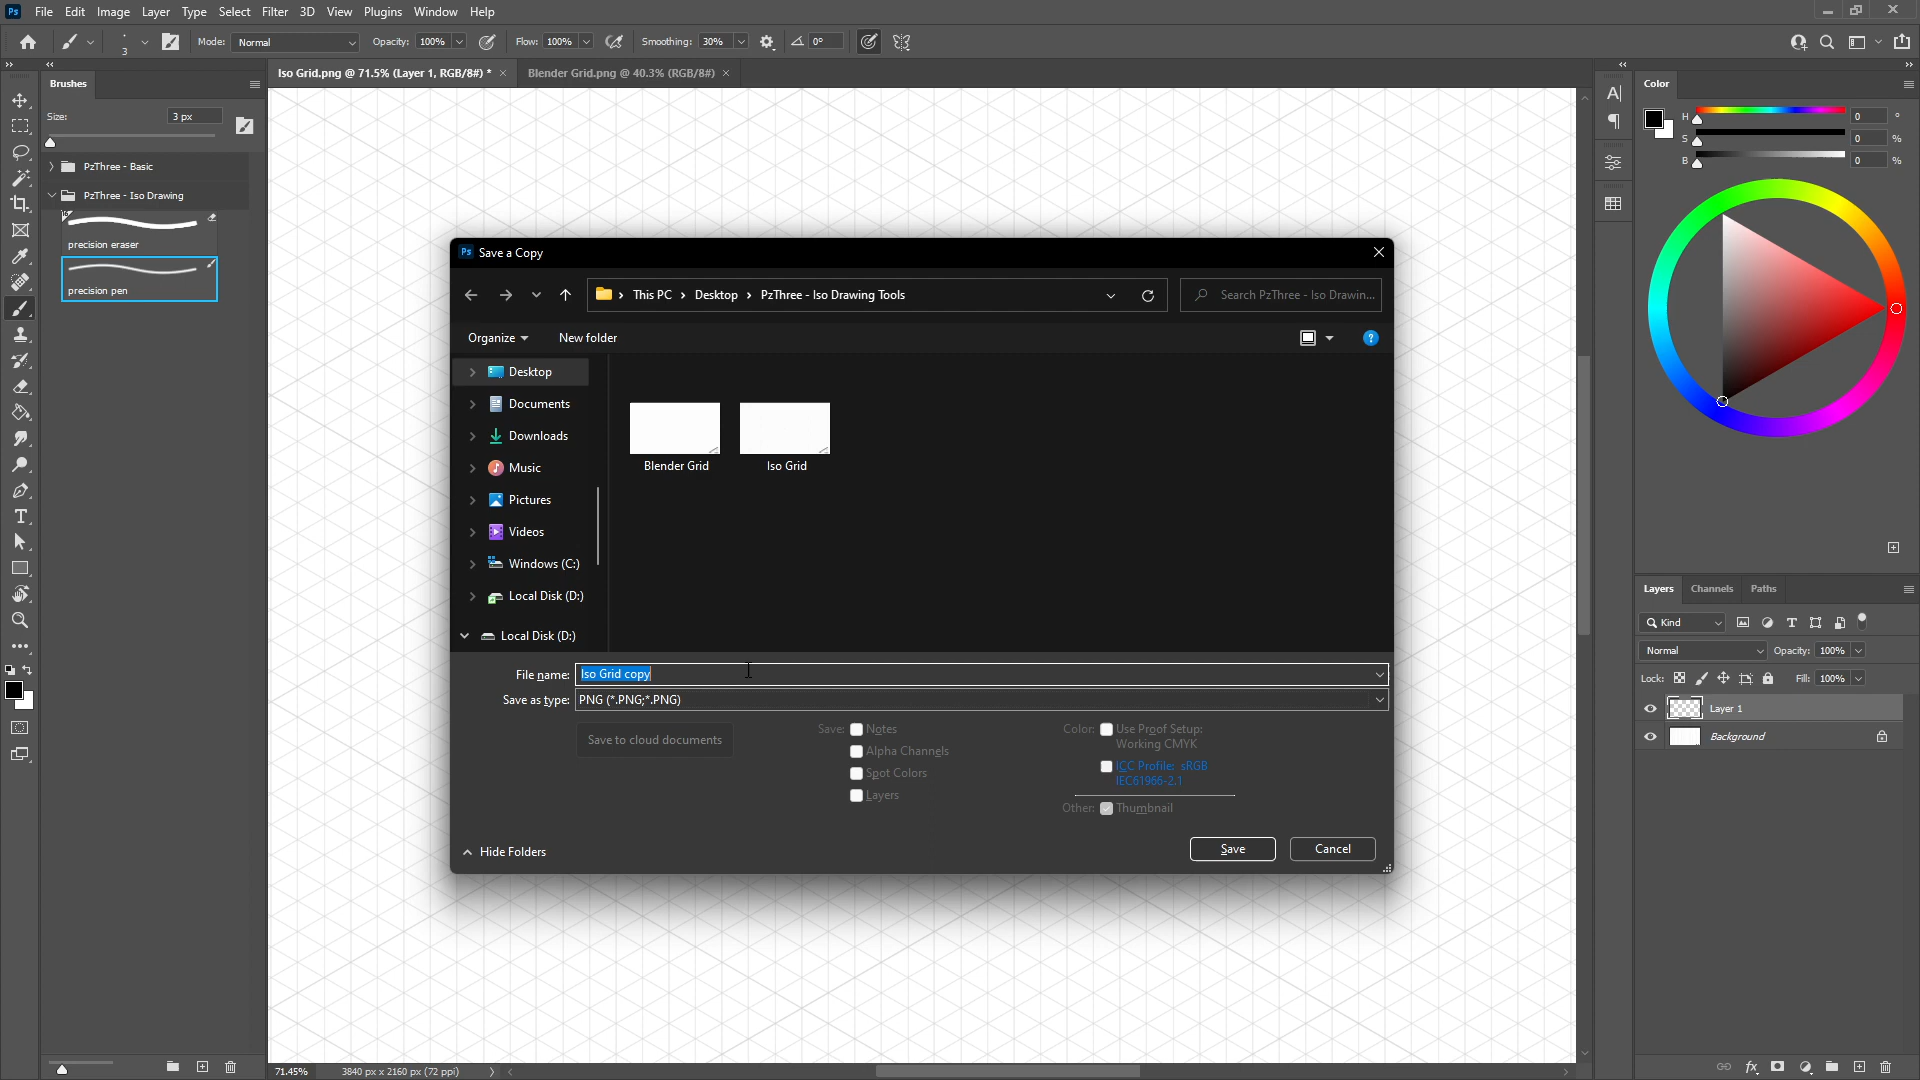 Ps File Edit Image Layer Type Select Filter 3D View Plugins Window Help
3 Mode: Normal Opacity: 100% Flow: 100% Smoothing: 30% 0°
Brushes
Size: 3 px
PzThree - Basic
PzThree - Iso Drawing
precision eraser
precision pen
Iso Grid.png @ 71.5% (Layer 1, RGB/8#) *
Blender Grid.png @ 40.3% (RGB/8#)
Ps Save a Copy
This PC Desktop PzThree - Iso Drawing Tools
Search PzThree - Iso Drawin...
Organize New folder
Desktop
Documents
Downloads
Music
Pictures
Videos
Windows (C:)
Local Disk (D:)
Local Disk (D:)
Blender Grid
Iso Grid
File name: Iso Grid copy
Save as type: PNG (*.PNG;*.PNG)
Save to cloud documents
Save: Notes
Alpha Channels
Spot Colors
Layers
Color: Use Proof Setup:
Working CMYK
ICC Profile: sRGB
IEC61966-2.1
Other: Thumbnail
Hide Folders
Save
Cancel
71.45% 3840 px x 2160 px (72 ppi)
Color
H 0 °
S 0 %
B 0 %
Layers Channels Paths
Kind
Normal Opacity: 100%
Lock: Fill: 100%
Layer 1
Background